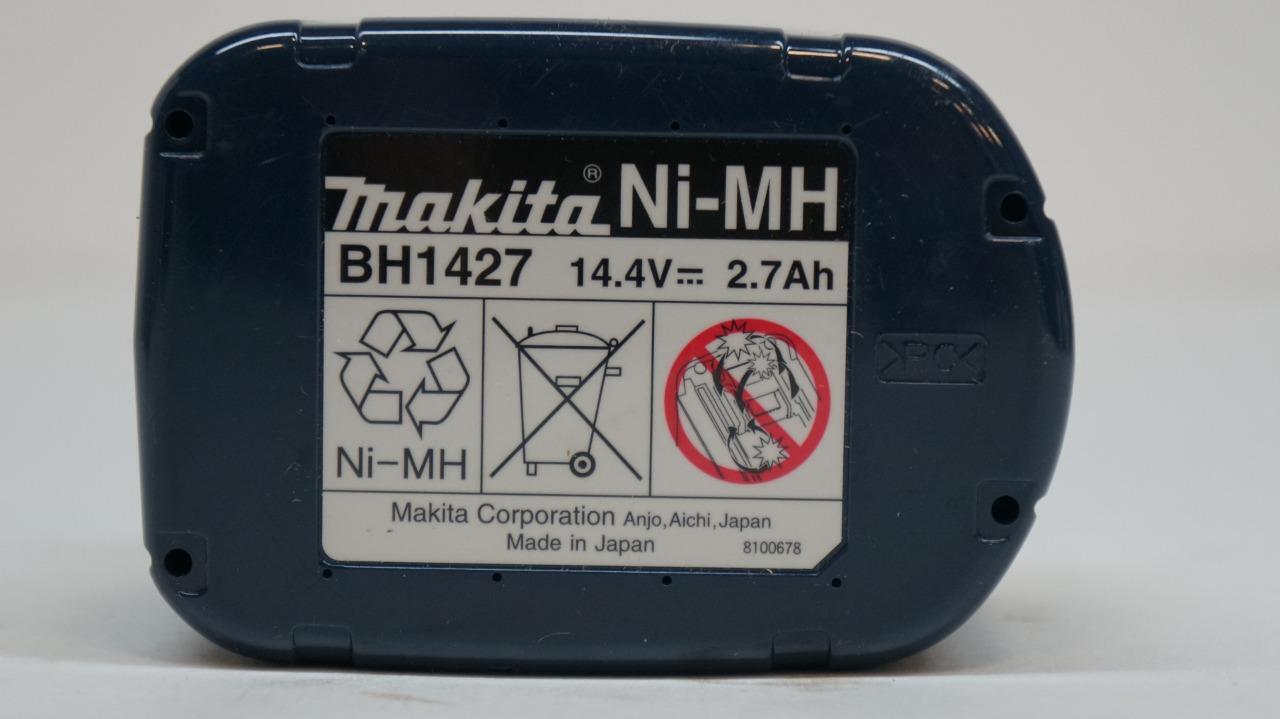 makita® Ni-MH
BH1427 14.4V⎓ 2.7Ah
Ni-MH
>PC<
Makita Corporation Anjo,Aichi,Japan
Made in Japan 8100678